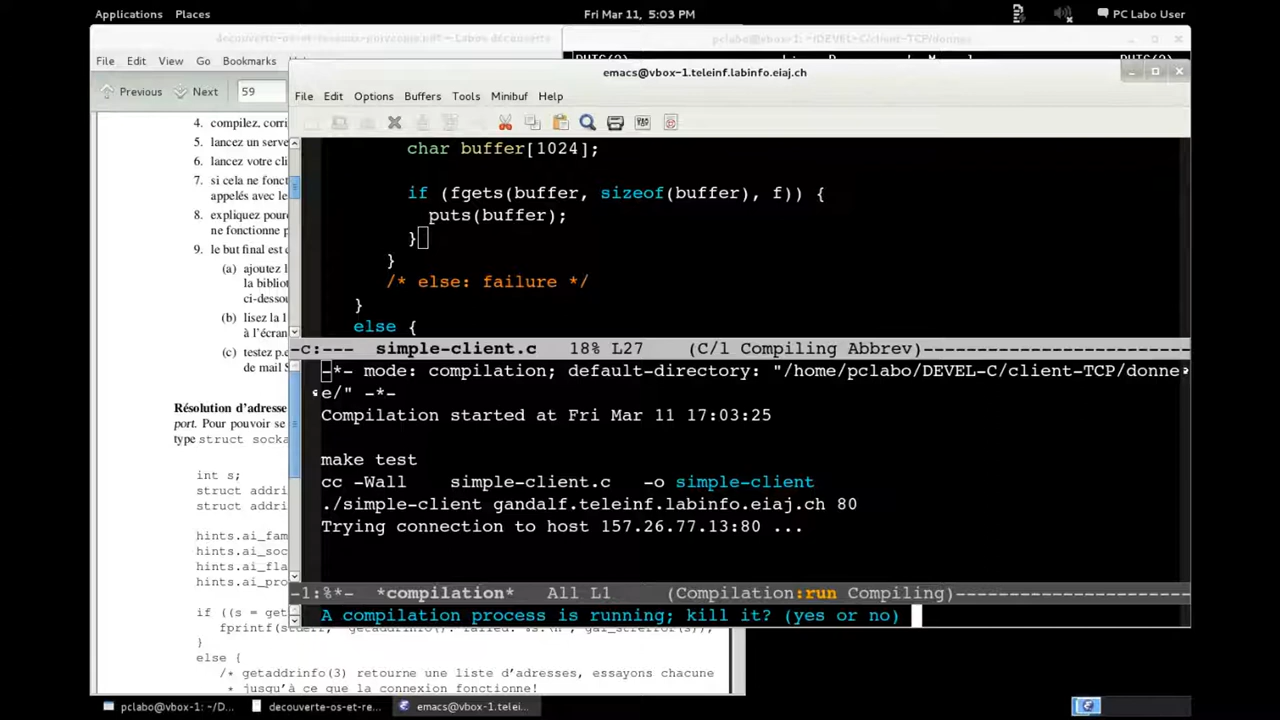 Applications Places Fri Mar 11, 5:03 PM PC Labo User
File Edit View Go Bookmarks
Previous Next 59
4. compilez, corri
5. lancez un serve
6. lancez votre cli
7. si cela ne fonct
appelés avec le
8. expliquez pour
ne fonctionne p
9. le but final est d
(a) ajoutez l
la biblio
ci-desso
(b) lisez la l
à l'écran
(c) testez p.e
de mail S
Résolution d'adresse
port. Pour pouvoir se
type struct socka
int s;
struct addri
struct addri
hints.ai_fam
hints.ai_soc
hints.ai_fla
hints.ai_pro
if ((s = get
}
else {
/* getaddrinfo(3) retourne une liste d'adresses, essayons chacune
* jusqu'à ce que la connexion fonctionne!
emacs@vbox-1.teleinf.labinfo.eiaj.ch
File Edit Options Buffers Tools Minibuf Help
char buffer[1024];
if (fgets(buffer, sizeof(buffer), f)) {
puts(buffer);
}
}
/* else: failure */
}
else {
-c:--- simple-client.c 18% L27 (C/l Compiling Abbrev)-------------------------
-*- mode: compilation; default-directory: "/home/pclabo/DEVEL-C/client-TCP/donne
e/" -*-
Compilation started at Fri Mar 11 17:03:25
make test
cc -Wall simple-client.c -o simple-client
./simple-client gandalf.teleinf.labinfo.eiaj.ch 80
Trying connection to host 157.26.77.13:80 ...
-1:%*- *compilation* All L1 (Compilation:run Compiling)----------------------
A compilation process is running; kill it? (yes or no)
pclabo@vbox-1: ~/D... decouverte-os-et-re... emacs@vbox-1.telei...